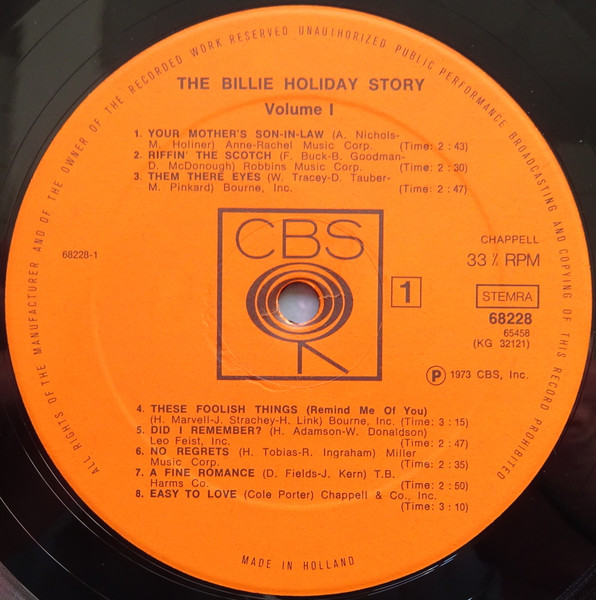 ALL RIGHTS OF THE MANUFACTURER AND OF THE OWNER OF THE RECORDED WORK RESERVED UNAUTHORIZED PUBLIC PERFORMANCE BROADCASTING AND COPYING OF THIS RECORD PROHIBITED
THE BILLIE HOLIDAY STORY
Volume I
1. YOUR MOTHER'S SON-IN-LAW (A. Nichols-
M. Holiner) Anne-Rachel Music Corp. (Time: 2 : 43)
2. RIFFIN' THE SCOTCH (F. Buck-B. Goodman-
D. McDonough) Robbins Music Corp. (Time: 2 : 30)
3. THEM THERE EYES (W. Tracey-D. Tauber-
M. Pinkard) Bourne, Inc. (Time: 2 : 47)
68228-1
CBS
1
CHAPPELL
33 ⅓ RPM
STEMRA
68228
65458
(KG 32121)
℗ 1973 CBS, Inc.
4. THESE FOOLISH THINGS (Remind Me Of You)
(H. Marvell-J. Strachey-H. Link) Bourne, Inc. (Time: 3 : 15)
5. DID I REMEMBER? (H. Adamson-W. Donaldson)
Leo Feist, Inc. (Time: 2 : 47)
6. NO REGRETS (H. Tobias-R. Ingraham) Miller
Music Corp. (Time: 2 : 35)
7. A FINE ROMANCE (D. Fields-J. Kern) T.B.
Harms Co. (Time: 2 : 50)
8. EASY TO LOVE (Cole Porter) Chappell & Co., Inc.
(Time: 3 : 10)
MADE IN HOLLAND